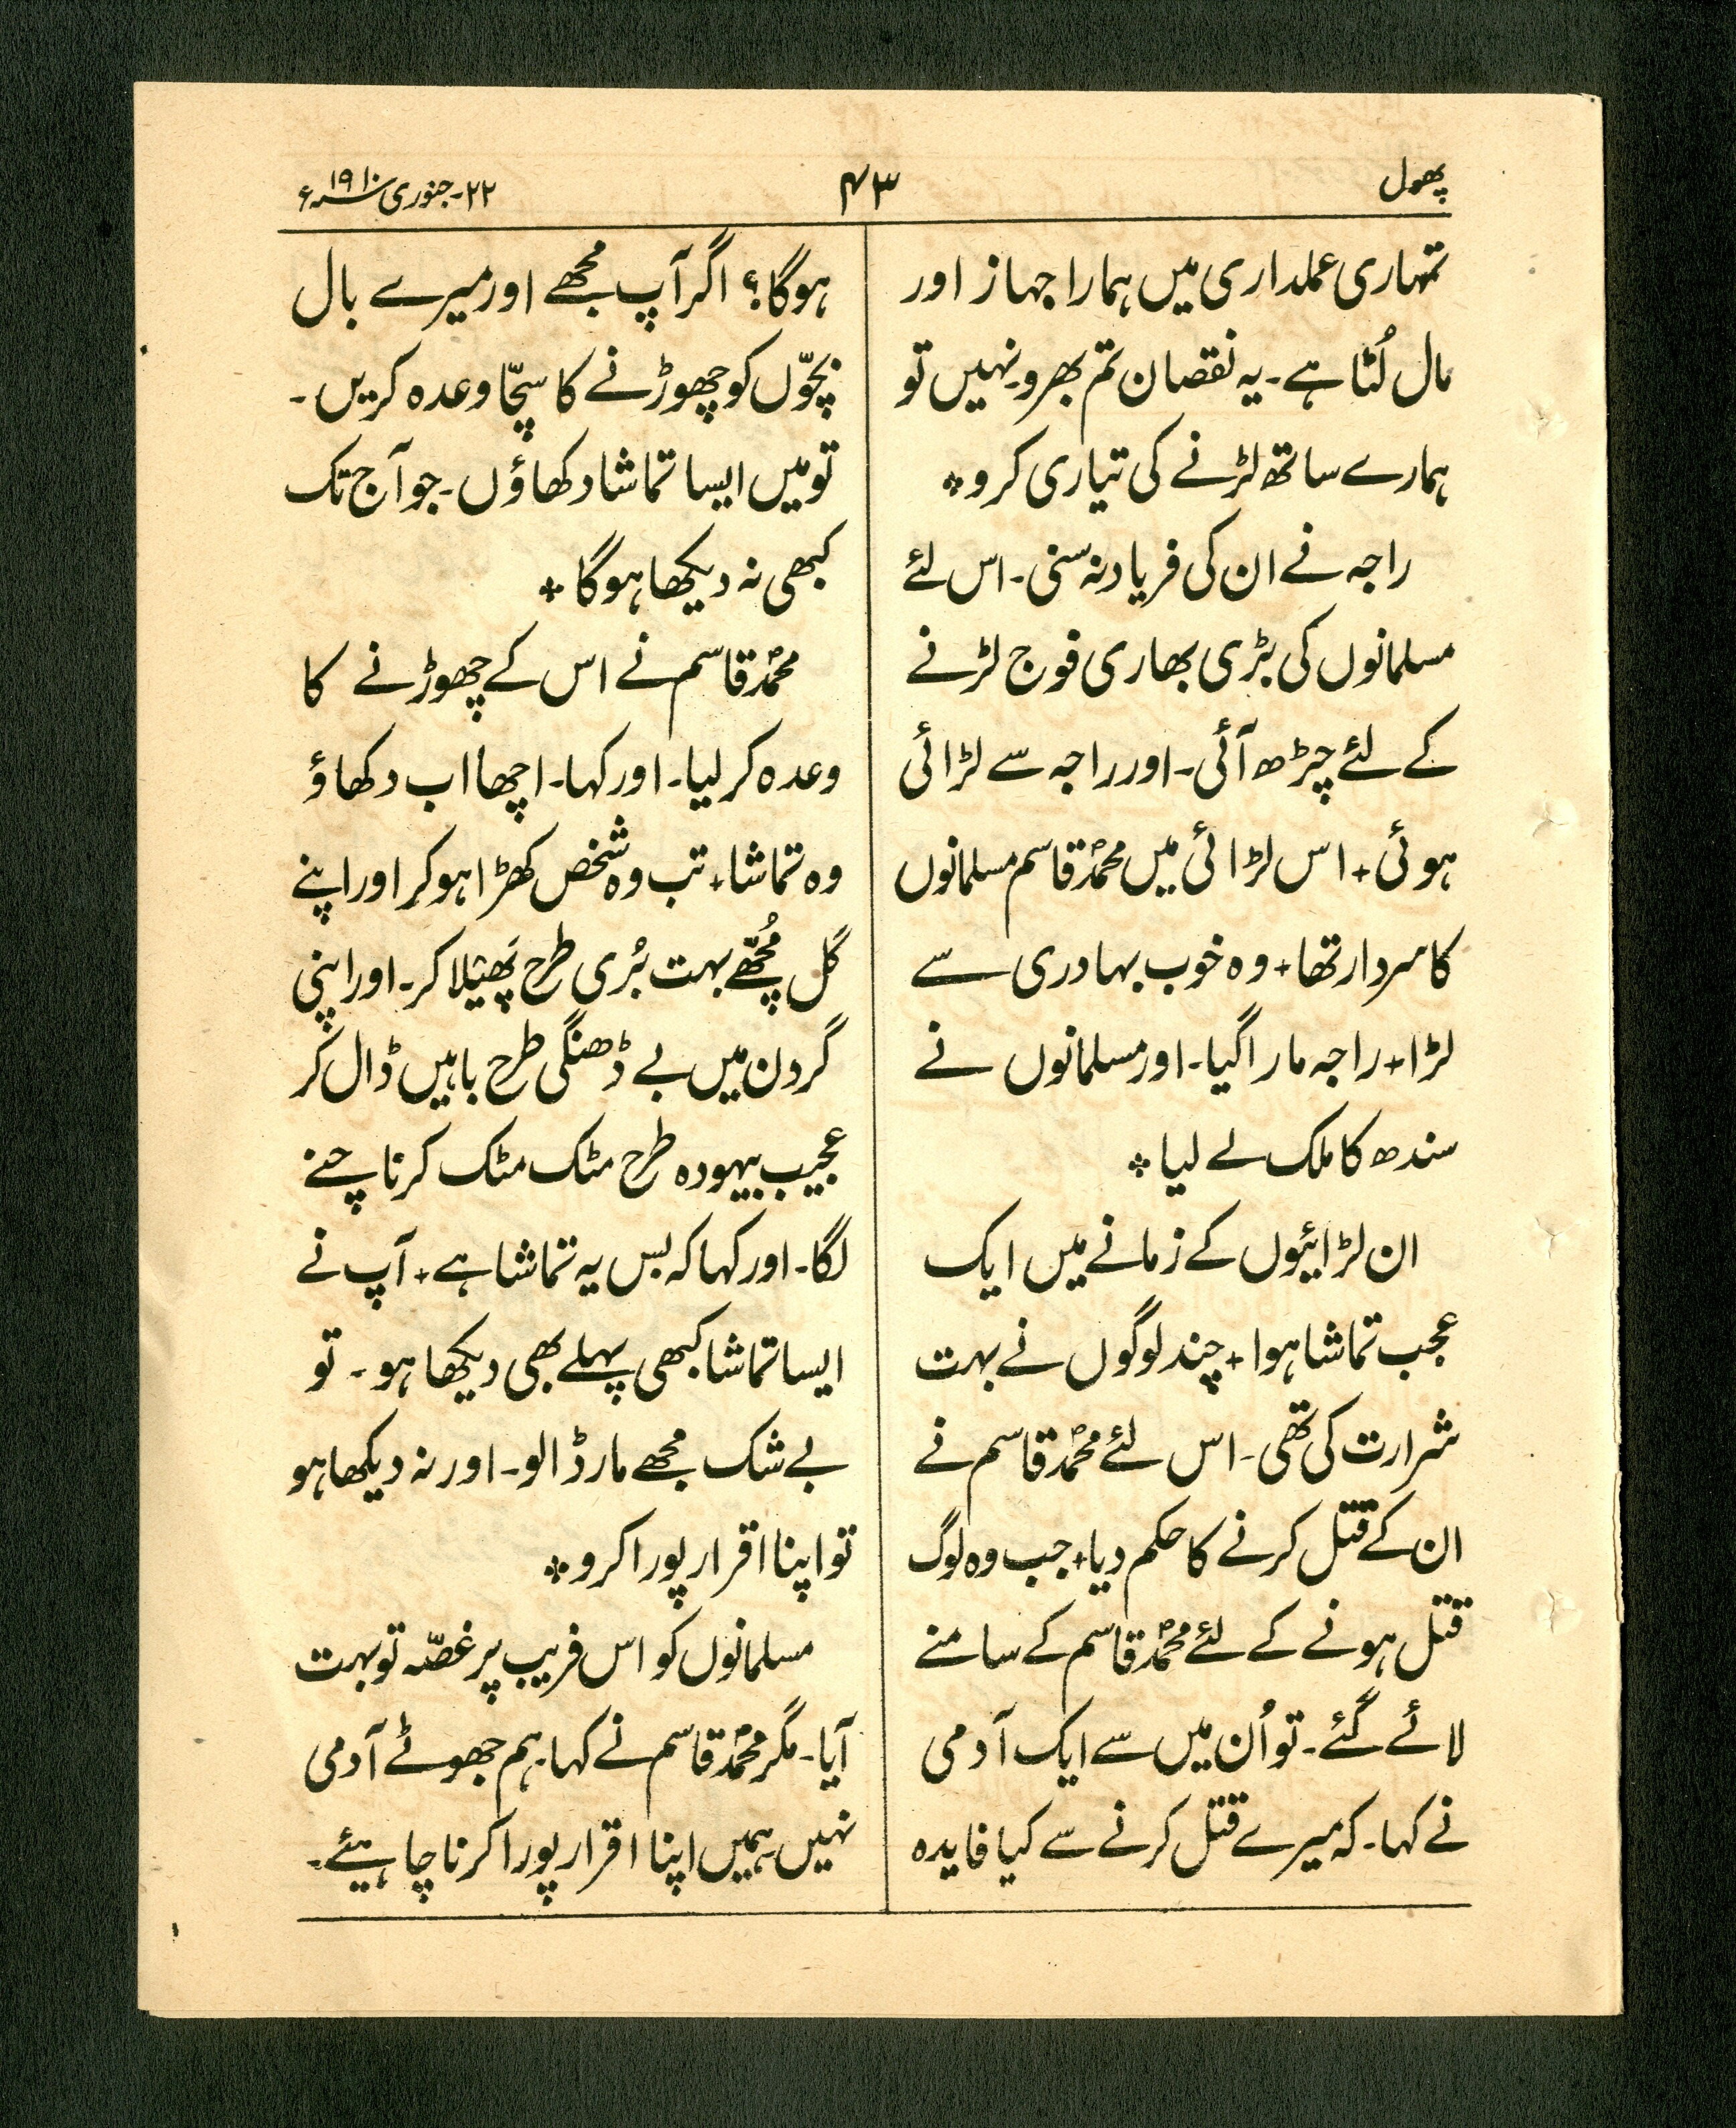 پھول
۴۳
۲۲-جنوری ۱۹۱۰ء
تمہاری عملداری میں ہمارا جہاز اور
مال لُٹا ہے۔ یہ نقصان تم بھرو۔ نہیں تو
ہمارے ساتھ لڑنے کی تیاری کرو❖
راجہ نے ان کی فریاد نہ سنی۔ اس لئے
مسلمانوں کی بڑی بھاری فوج لڑنے
کے لئے چڑھ آئی۔ اور راجہ سے لڑائی
ہوئی+ اس لڑائی میں محمدؐ قاسم مسلمانوں
کا سردار تھا+ وہ خوب بہادری سے
لڑا+ راجہ مارا گیا۔ اور مسلمانوں نے
سندھ کا ملک لے لیا❖
ان لڑائیوں کے زمانے میں ایک
عجب تماشا ہوا+ چند لوگوں نے بہت
شرارت کی تھی۔ اس لئے محمدؐ قاسم نے
ان کے قتل کرنے کا حکم دیا+ جب وہ لوگ
قتل ہونے کے لئے محمدؐ قاسم کے سامنے
لائے گئے۔ تو اُن میں سے ایک آدمی
نے کہا۔ کہ میرے قتل کرنے سے کیا فایدہ
ہوگا؟ اگر آپ مجھے اور میرے بال
بچّوں کو چھوڑنے کا سچّا وعدہ کریں۔
تو میں ایسا تماشا دکھاؤں۔ جو آج تک
کبھی نہ دیکھا ہوگا❖
محمدؐ قاسم نے اس کے چھوڑنے کا
وعدہ کر لیا۔ اور کہا۔ اچھا اب دکھاؤ
وہ تماشا+ تب وہ شخص کھڑا ہو کر اور اپنے
گل مُچھّے بہت بُری طرح پَھیلا کر۔ اور اپنی
گردن میں بے ڈھنگی طرح باہیں ڈال کر
عجیب بیہودہ طرح مٹک مٹک کر ناچنے
لگا۔ اور کہا کہ بس یہ تماشا ہے+ آپ نے
ایسا تماشا کبھی پہلے بھی دیکھا ہو۔ تو
بے شک مجھے مار ڈالو۔ اور نہ دیکھا ہو
تو اپنا اقرار پورا کرو❖
مسلمانوں کو اس فریب پر غصّہ تو بہت
آیا۔ مگر محمدؐ قاسم نے کہا۔ ہم جھوٹے آدمی
نہیں ہمیں اپنا اقرار پورا کرنا چاہیئے۔